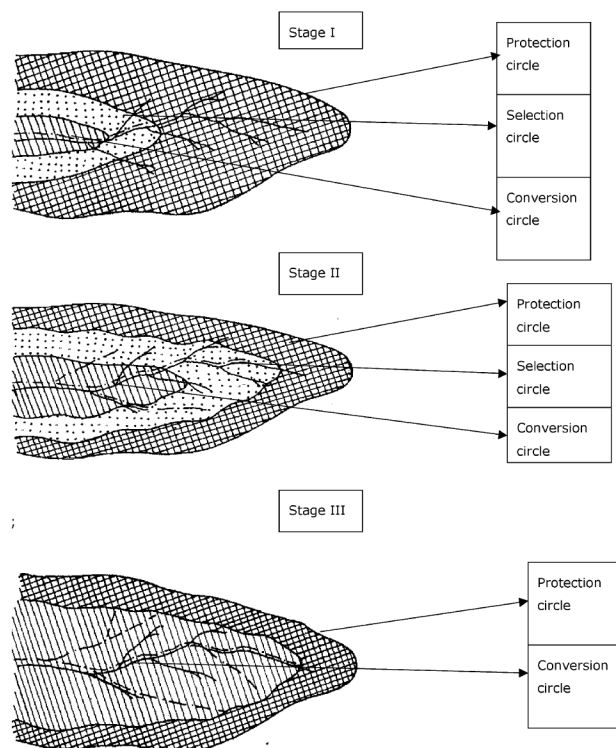 Stage I
Protection
circle
Selection
circle
Conversion
circle
Stage II
Protection
circle
Selection
circle
Conversion
circle
Stage III
;
Protection
circle
Conversion
circle